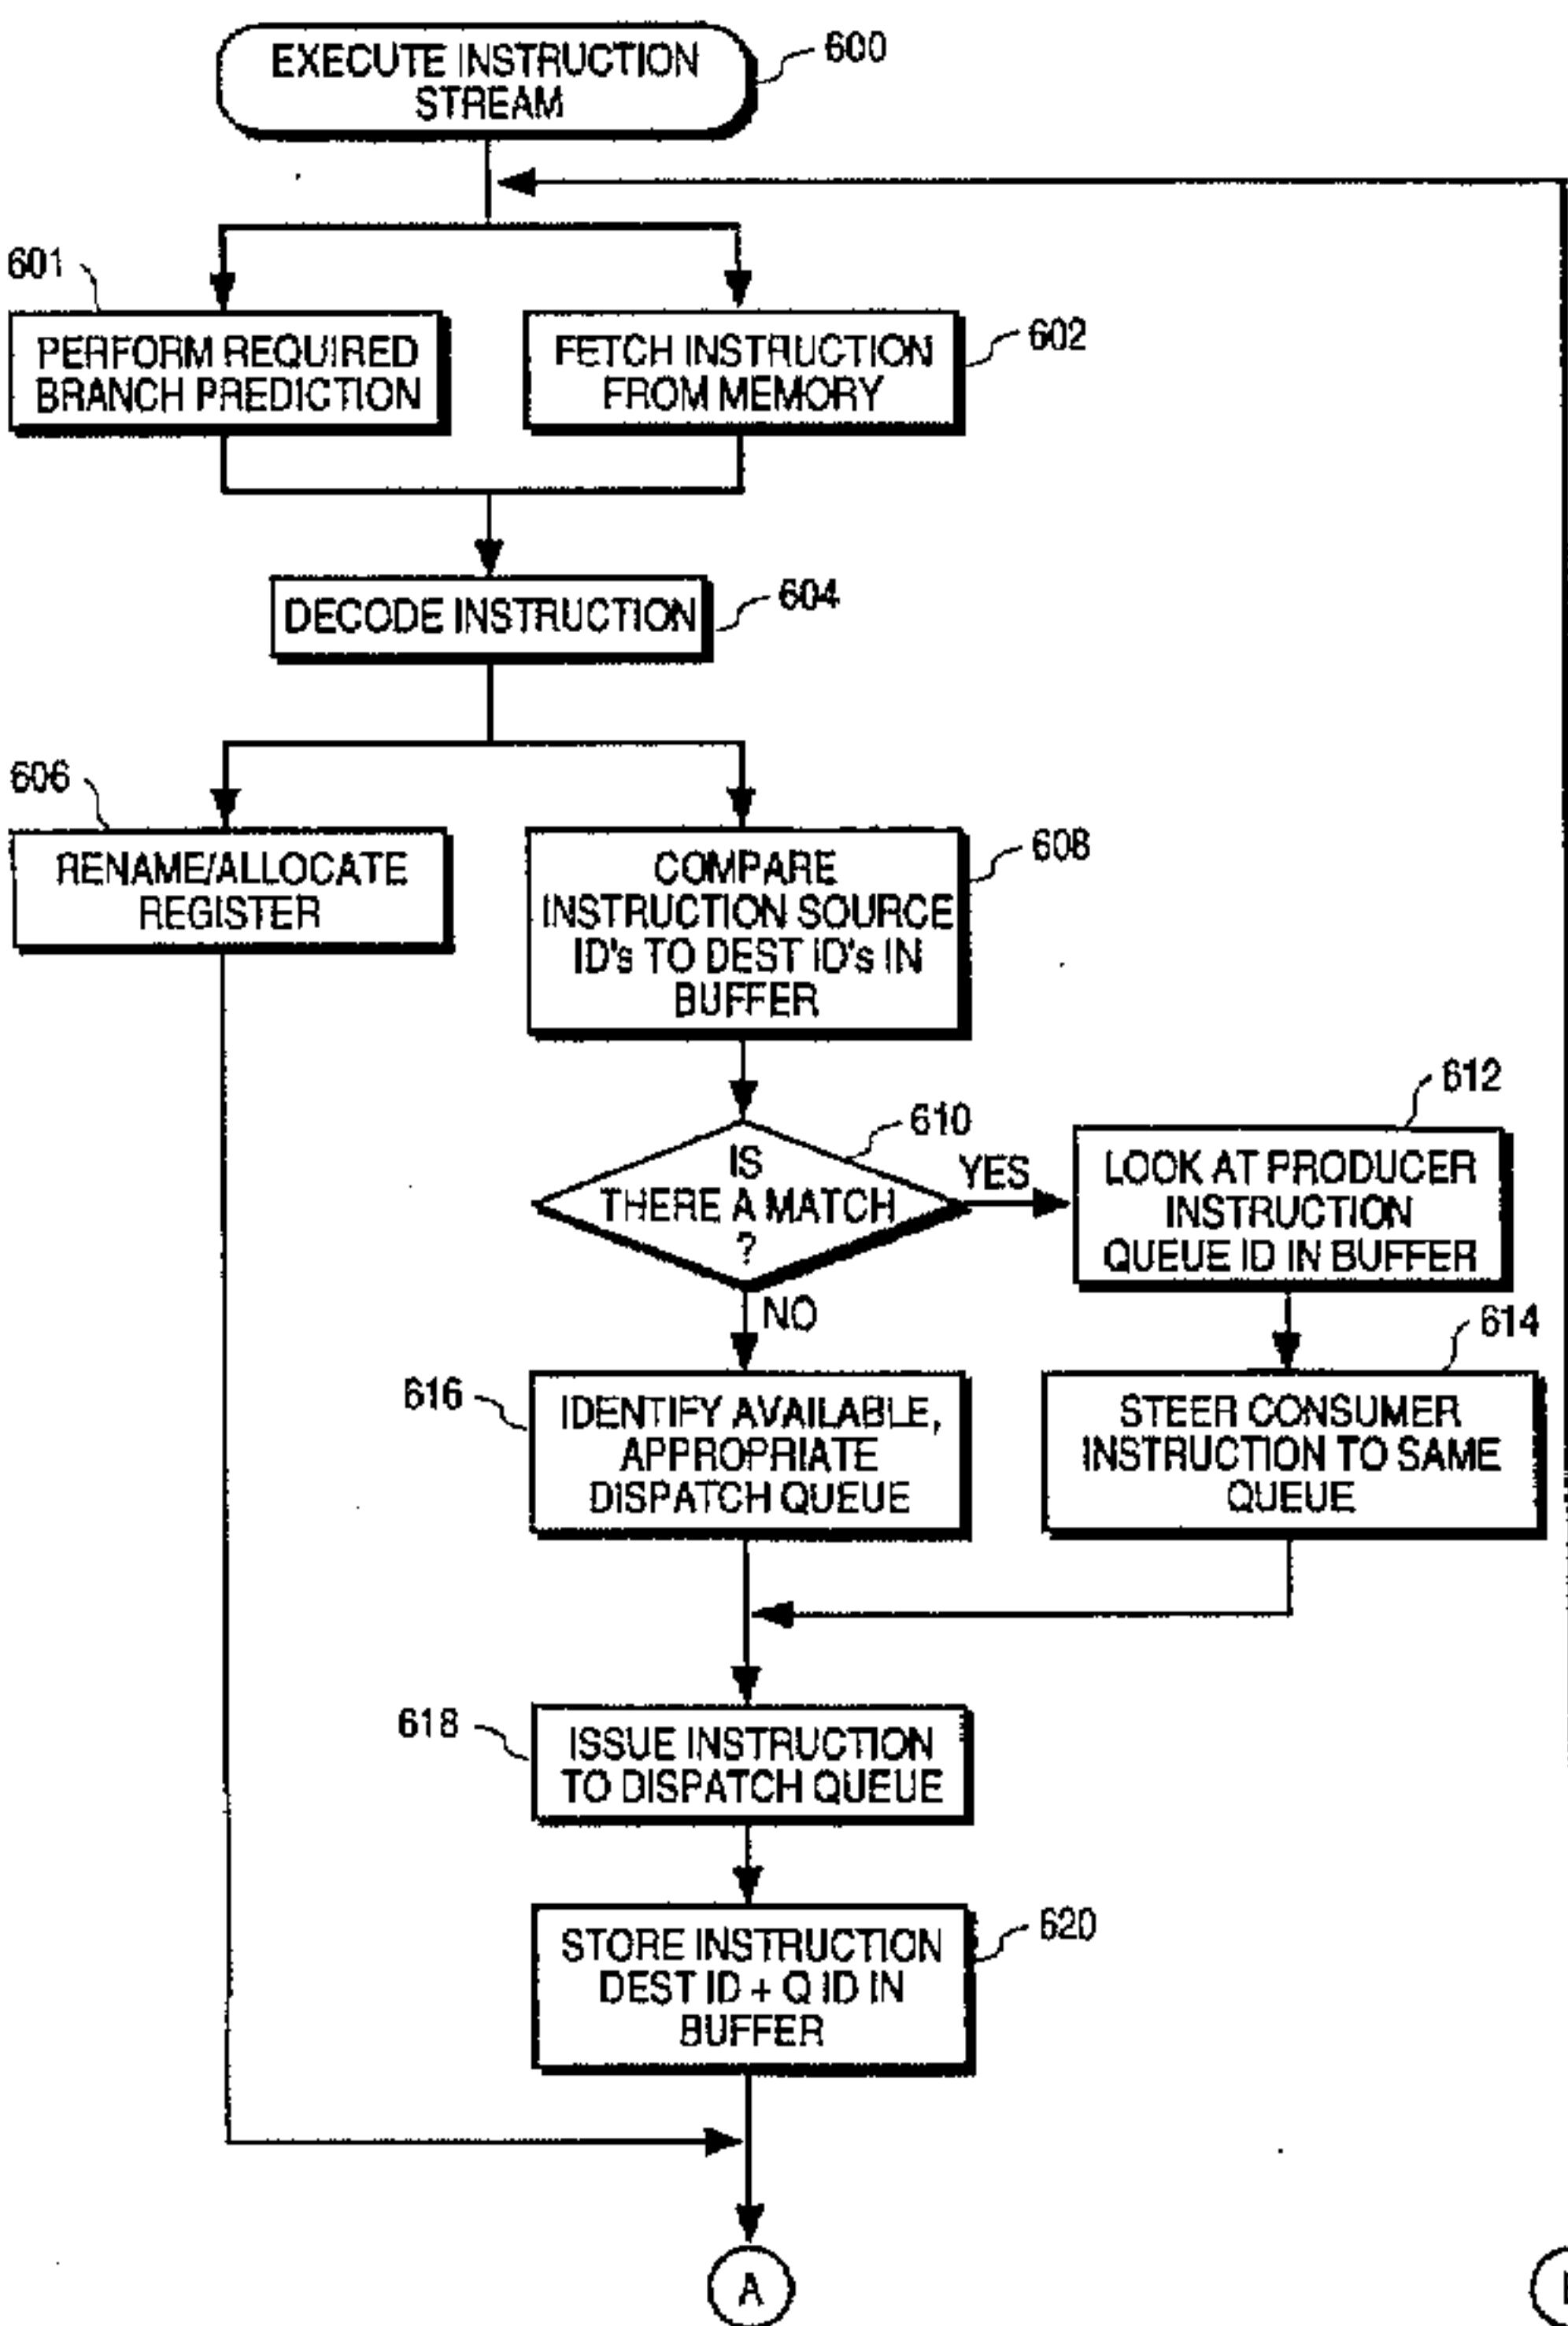 EXECUTE INSTRUCTION
STREAM
600
601
PERFORM REQUIRED
BRANCH PREDICTION
FETCH INSTRUCTION
FROM MEMORY
602
DECODE INSTRUCTION
604
606
RENAME/ALLOCATE
REGISTER
COMPARE
INSTRUCTION SOURCE
ID's TO DEST ID's IN
BUFFER
608
610
IS
THERE A MATCH
?
YES
NO
612
LOOK AT PRODUCER
INSTRUCTION
QUEUE ID IN BUFFER
614
STEER CONSUMER
INSTRUCTION TO SAME
QUEUE
616
IDENTIFY AVAILABLE,
APPROPRIATE
DISPATCH QUEUE
618
ISSUE INSTRUCTION
TO DISPATCH QUEUE
STORE INSTRUCTION
DEST ID + Q ID IN
BUFFER
620
A